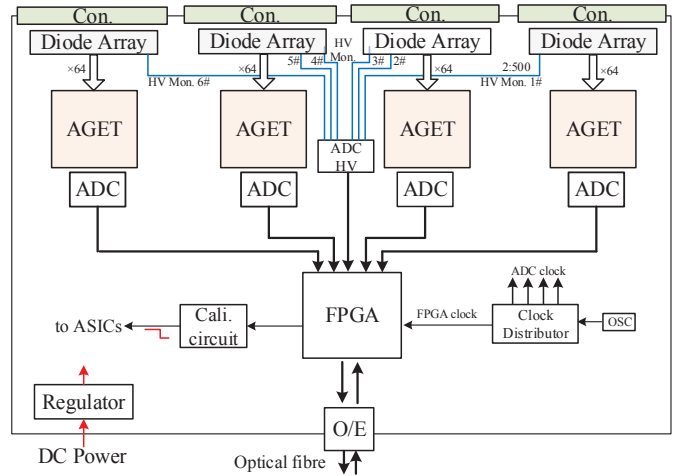 Con. Con. Con. Con.
Diode Array Diode Array HV Diode Array Diode Array
Mon.
×64 HV Mon. 6# ×64 5# 4# 3# 2# ×64 2:500 ×64
HV Mon. 1#
AGET AGET AGET AGET
ADC
HV
ADC ADC ADC ADC
ADC clock
to ASICs Cali. FPGA FPGA clock Clock OSC
circuit Distributor
Regulator
O/E
DC Power
Optical fibre